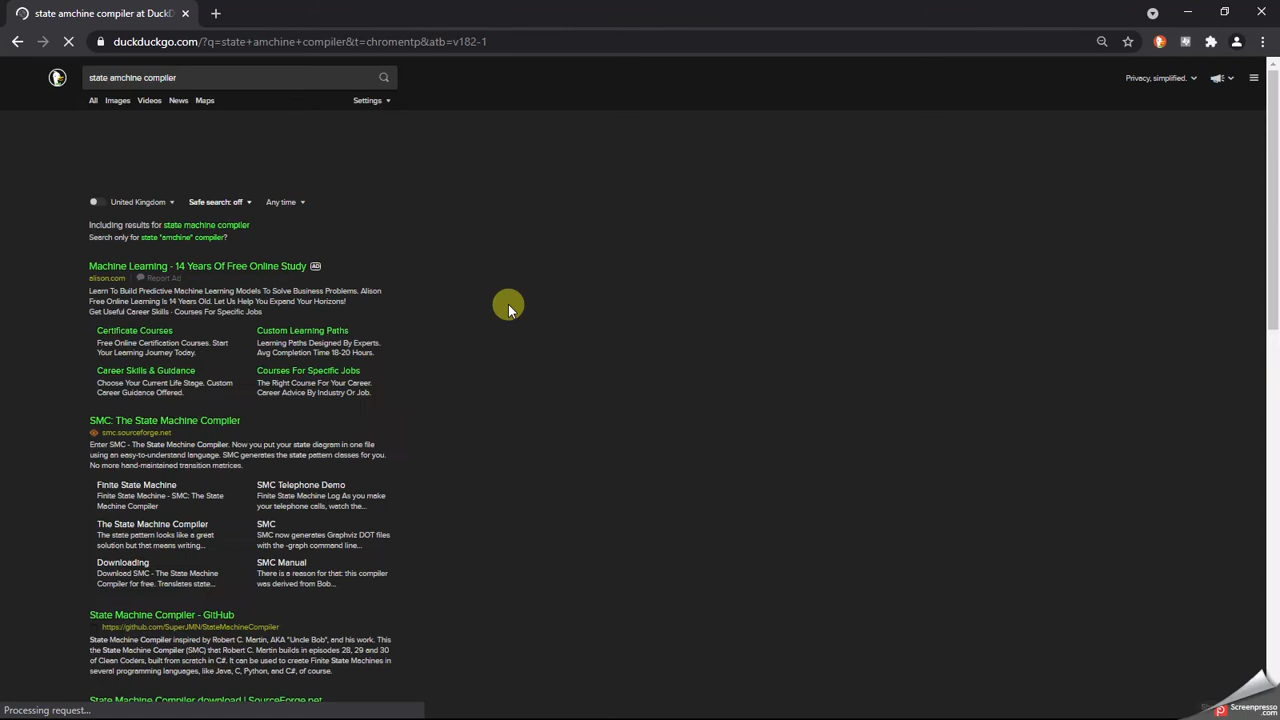 state amchine compiler at DuckD
duckduckgo.com/?q=state+amchine+compiler&t=chromentp&atb=v182-1
state amchine compiler
Privacy, simplified.
All Images Videos News Maps Settings
United Kingdom Safe search: off Any time
Including results for state machine compiler
Search only for state "amchine" compiler?
Machine Learning - 14 Years Of Free Online Study AD
alison.com Report Ad
Learn To Build Predictive Machine Learning Models To Solve Business Problems. Alison
Free Online Learning Is 14 Years Old. Let Us Help You Expand Your Horizons!
Get Useful Career Skills · Courses For Specific Jobs
Certificate Courses
Free Online Certification Courses. Start
Your Learning Journey Today.
Custom Learning Paths
Learning Paths Designed By Experts.
Avg Completion Time 18-20 Hours.
Career Skills & Guidance
Choose Your Current Life Stage. Custom
Career Guidance Offered.
Courses For Specific Jobs
The Right Course For Your Career.
Career Advice By Industry Or Job.
SMC: The State Machine Compiler
smc.sourceforge.net
Enter SMC - The State Machine Compiler. Now you put your state diagram in one file
using an easy-to-understand language. SMC generates the state pattern classes for you.
No more hand-maintained transition matrices.
Finite State Machine
Finite State Machine - SMC: The State
Machine Compiler
SMC Telephone Demo
Finite State Machine Log As you make
your telephone calls, watch the...
The State Machine Compiler
The state pattern looks like a great
solution but that means writing...
SMC
SMC now generates Graphviz DOT files
with the -graph command line...
Downloading
Download SMC - The State Machine
Compiler for free. Translates state...
SMC Manual
There is a reason for that: this compiler
was derived from Bob...
State Machine Compiler - GitHub
https://github.com/SuperJMN/StateMachineCompiler
State Machine Compiler inspired by Robert C. Martin, AKA "Uncle Bob", and his work. This
the State Machine Compiler (SMC) that Robert C. Martin builds in episodes 28, 29 and 30
of Clean Coders, built from scratch in C#. It can be used to create Finite State Machines in
several programming languages, like Java, C, Python, and C#, of course.
State Machine Compiler download | SourceForge.net
Processing request...
Screenpresso
.com